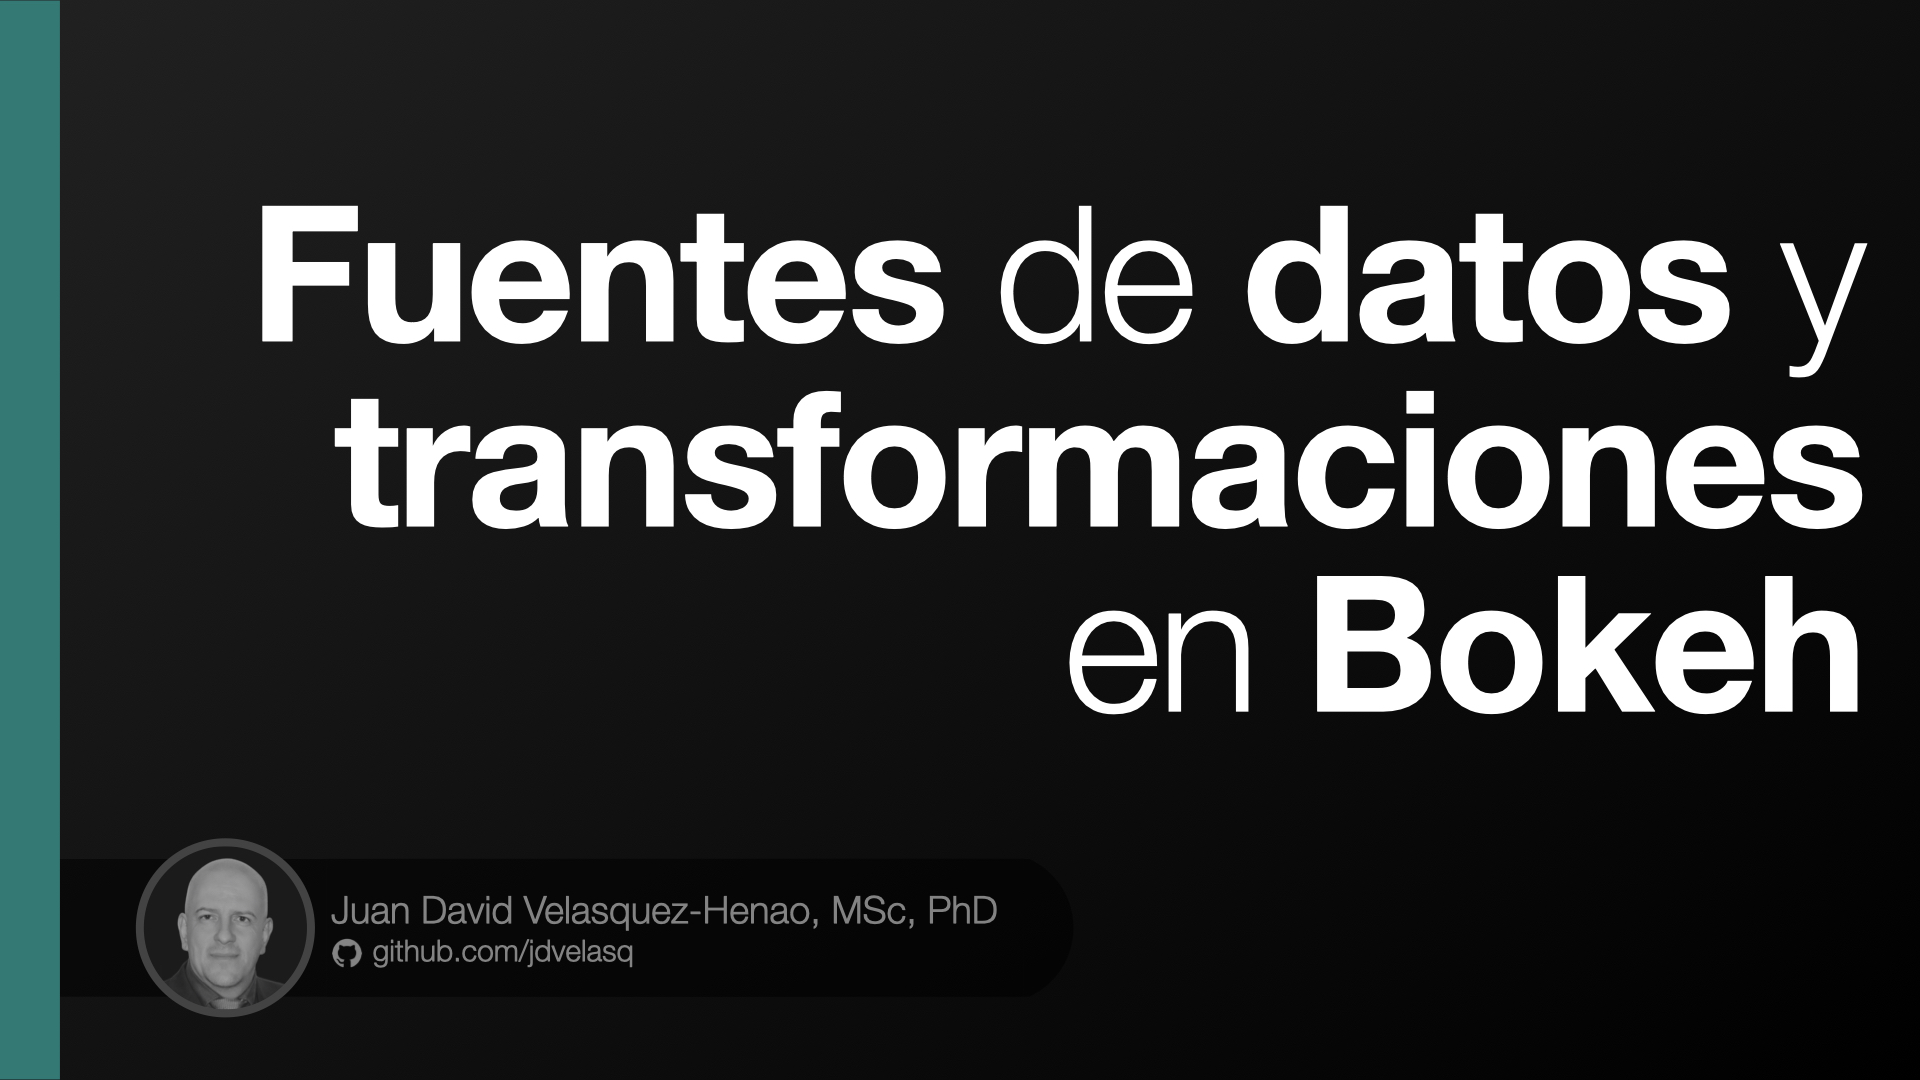 Fuentes de datos y
transformaciones
en Bokeh
Juan David Velasquez-Henao, MSc, PhD
github.com/jdvelasq